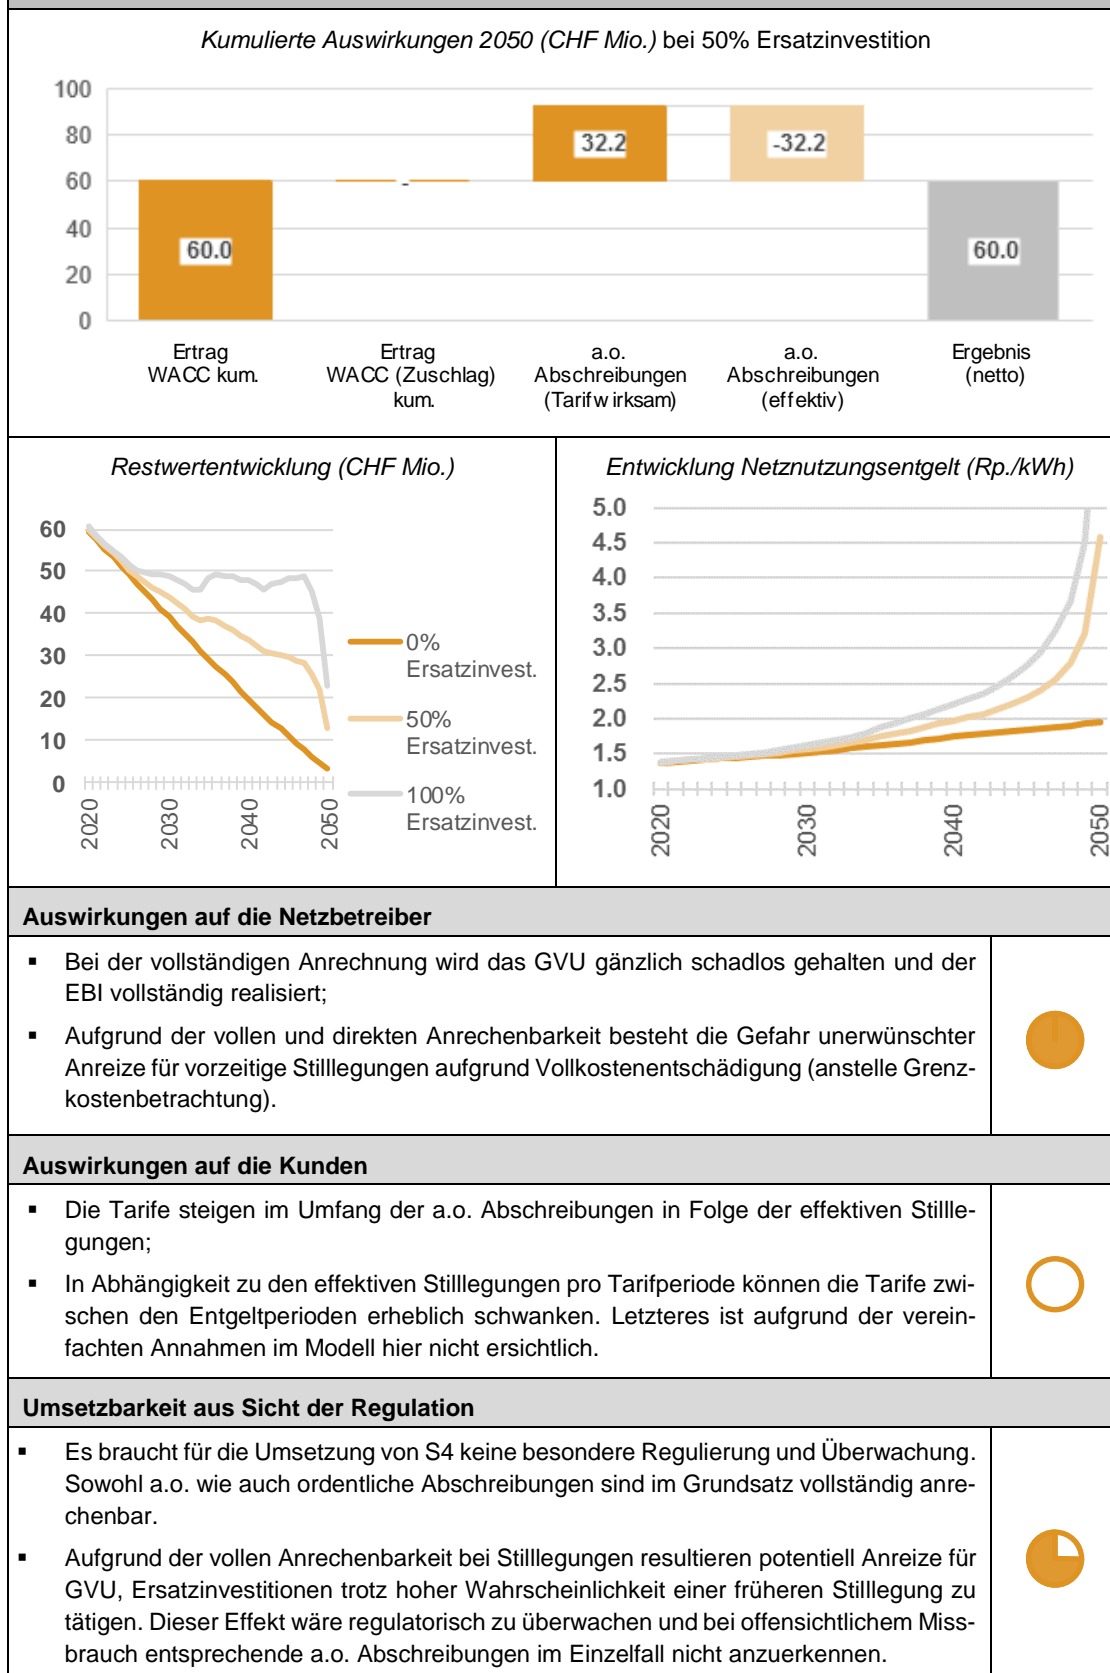 Kumulierte Auswirkungen 2050 (CHF Mio.) bei 50% Ersatzinvestition
100
80
60
40
20
0
60.0
-
32.2
-32.2
60.0
Ertrag
WACC kum.
Ertrag
WACC (Zuschlag)
kum.
a.o.
Abschreibungen
(Tarifwirksam)
a.o.
Abschreibungen
(effektiv)
Ergebnis
(netto)
Restwertentwicklung (CHF Mio.)
60
50
40
30
20
10
0
2020
2030
2040
2050
0%
Ersatzinvest.
50%
Ersatzinvest.
100%
Ersatzinvest.
Entwicklung Netznutzungsentgelt (Rp./kWh)
5.0
4.5
4.0
3.5
3.0
2.5
2.0
1.5
1.0
2020
2030
2040
2050
Auswirkungen auf die Netzbetreiber
▪ Bei der vollständigen Anrechnung wird das GVU gänzlich schadlos gehalten und der
EBI vollständig realisiert;
▪ Aufgrund der vollen und direkten Anrechenbarkeit besteht die Gefahr unerwünschter
Anreize für vorzeitige Stilllegungen aufgrund Vollkostenentschädigung (anstelle Grenz-
kostenbetrachtung).
Auswirkungen auf die Kunden
▪ Die Tarife steigen im Umfang der a.o. Abschreibungen in Folge der effektiven Stillle-
gungen;
▪ In Abhängigkeit zu den effektiven Stilllegungen pro Tarifperiode können die Tarife zwi-
schen den Entgeltperioden erheblich schwanken. Letzteres ist aufgrund der verein-
fachten Annahmen im Modell hier nicht ersichtlich.
Umsetzbarkeit aus Sicht der Regulation
▪ Es braucht für die Umsetzung von S4 keine besondere Regulierung und Überwachung.
Sowohl a.o. wie auch ordentliche Abschreibungen sind im Grundsatz vollständig anre-
chenbar.
▪ Aufgrund der vollen Anrechenbarkeit bei Stilllegungen resultieren potentiell Anreize für
GVU, Ersatzinvestitionen trotz hoher Wahrscheinlichkeit einer früheren Stilllegung zu
tätigen. Dieser Effekt wäre regulatorisch zu überwachen und bei offensichtlichem Miss-
brauch entsprechende a.o. Abschreibungen im Einzelfall nicht anzuerkennen.